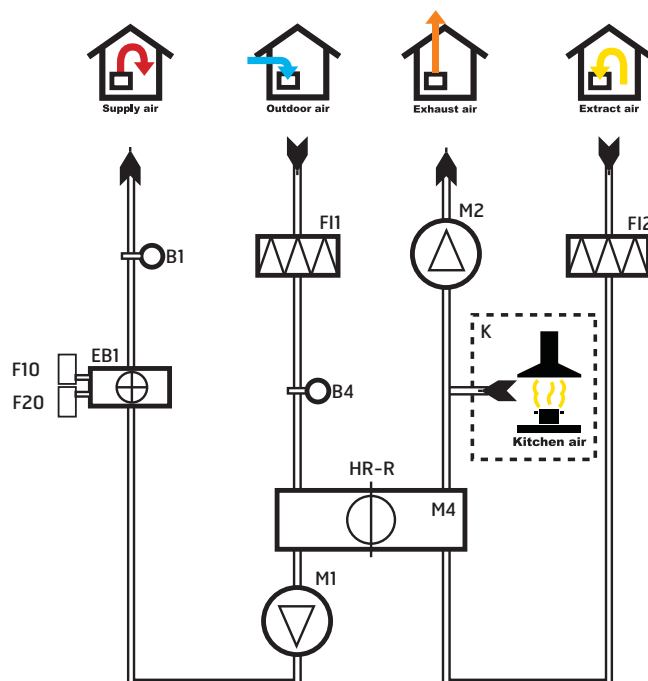 Supply air
Outdoor air
Exhaust air
Extract air
M2
FI1
FI2
B1
K
EB1
F10
F20
B4
Kitchen air
HR-R
M4
M1